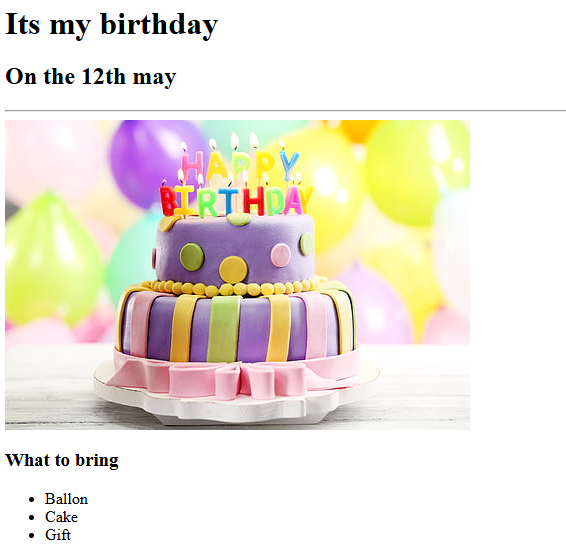 Its my birthday
On the 12th may
HAPPY
BIRTHDAY
What to bring
Ballon
Cake
Gift